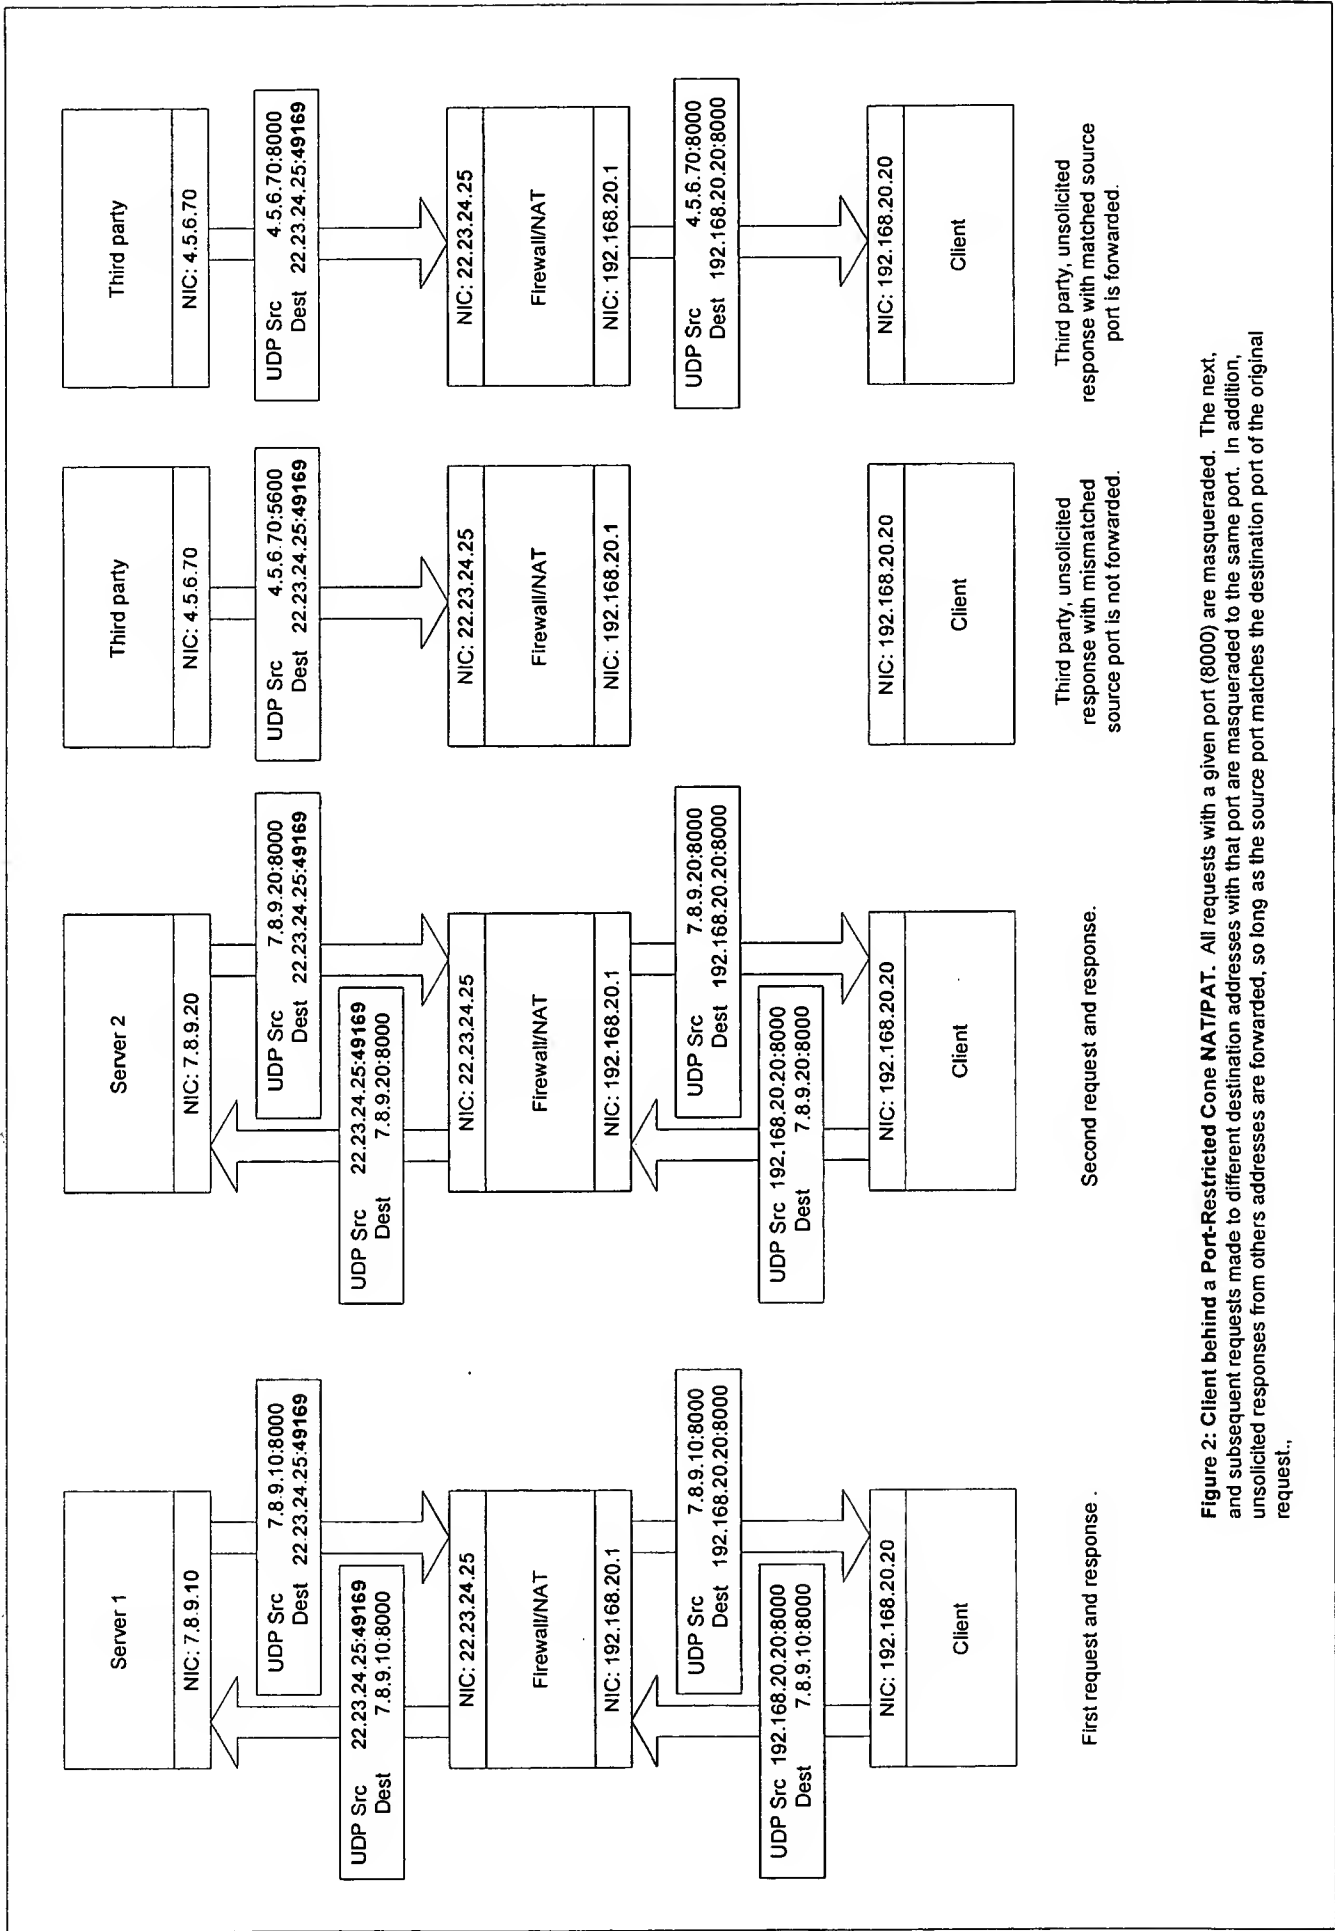 Server 1
NIC: 7.8.9.10
UDP Src 7.8.9.10:8000
Dest 22.23.24.25:49169
UDP Src 22.23.24.25:49169
Dest 7.8.9.10:8000
NIC: 22.23.24.25
Firewall/NAT
NIC: 192.168.20.1
UDP Src 7.8.9.10:8000
Dest 192.168.20.20:8000
UDP Src 192.168.20.20:8000
Dest 7.8.9.10:8000
NIC: 192.168.20.20
Client
First request and response .
Server 2
NIC: 7.8.9.20
UDP Src 7.8.9.20:8000
Dest 22.23.24.25:49169
UDP Src 22.23.24.25:49169
Dest 7.8.9.20:8000
NIC: 22.23.24.25
Firewall/NAT
NIC: 192.168.20.1
UDP Src 7.8.9.20:8000
Dest 192.168.20.20:8000
UDP Src 192.168.20.20:8000
Dest 7.8.9.20:8000
NIC: 192.168.20.20
Client
Second request and response.
Third party
NIC: 4.5.6.70
UDP Src 4.5.6.70:5600
Dest 22.23.24.25:49169
NIC: 22.23.24.25
Firewall/NAT
NIC: 192.168.20.1
NIC: 192.168.20.20
Client
Third party, unsolicited
response with mismatched
source port is not forwarded.
Third party
NIC: 4.5.6.70
UDP Src 4.5.6.70:8000
Dest 22.23.24.25:49169
NIC: 22.23.24.25
Firewall/NAT
NIC: 192.168.20.1
UDP Src 4.5.6.70:8000
Dest 192.168.20.20:8000
NIC: 192.168.20.20
Client
Third party, unsolicited
response with matched source
port is forwarded.
Figure 2: Client behind a Port-Restricted Cone NAT/PAT. All requests with a given port (8000) are masqueraded. The next,
and subsequent requests made to different destination addresses with that port are masqueraded to the same port. In addition,
unsolicited responses from others addresses are forwarded, so long as the source port matches the destination port of the original
request.,